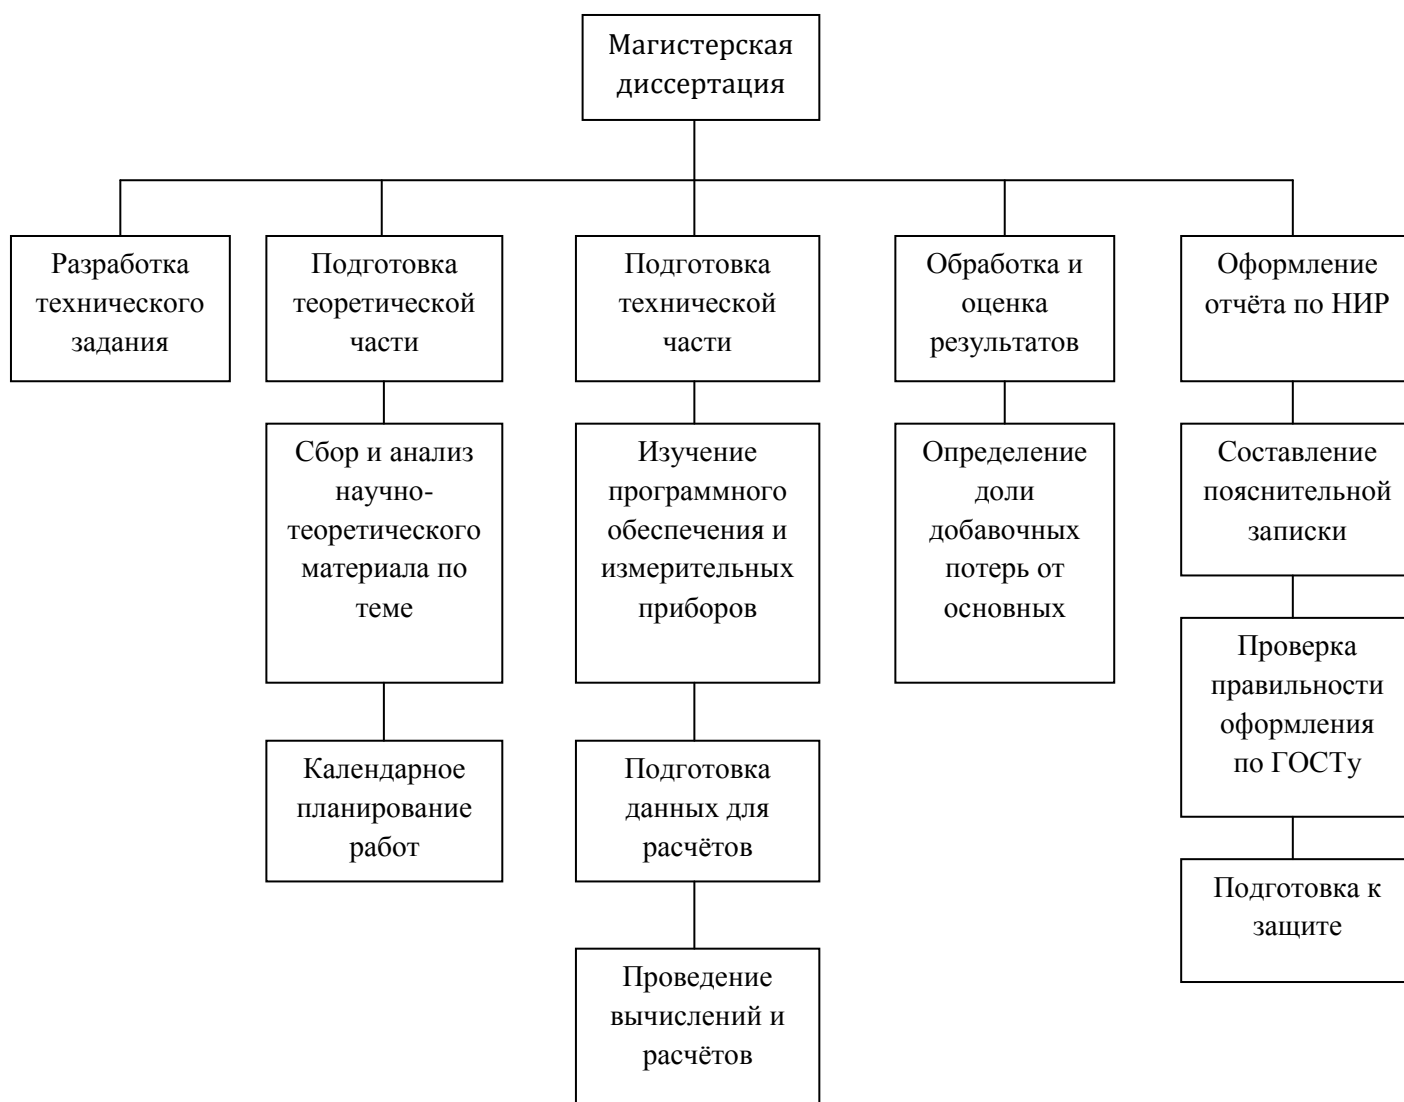 Магистерская
диссертация
Разработка
технического
задания
Подготовка
теоретической
части
Подготовка
технической
части
Обработка и
оценка
результатов
Оформление
отчёта по НИР
Сбор и анализ
научно-
теоретического
материала по
теме
Изучение
программного
обеспечения и
измерительных
приборов
Определение
доли
добавочных
потерь от
основных
Составление
пояснительной
записки
Проверка
правильности
оформления
по ГОСТу
Календарное
планирование
работ
Подготовка
данных для
расчётов
Подготовка к
защите
Проведение
вычислений и
расчётов